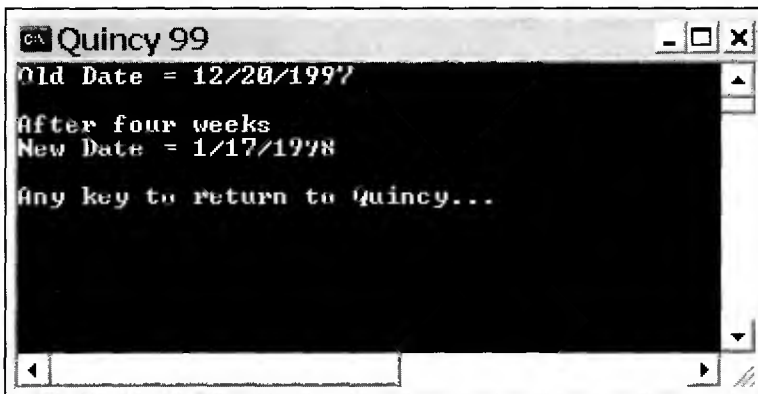 Quincy 99
Old Date = 12/20/1997
After four weeks
New Date = 1/17/1998
Any key to return to Quincy...